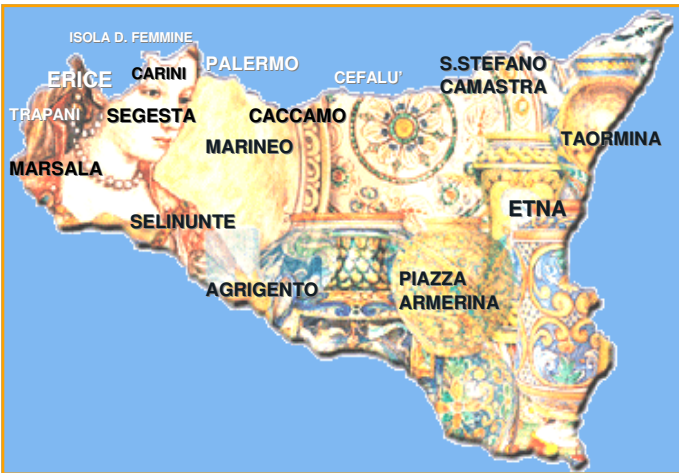 ISOLA D. FEMMINE
PALERMO
ERICE
CARINI
CEFALU'
S.STEFANO
CAMASTRA
TRAPANI
SEGESTA
CACCAMO
MARINEO
TAORMINA
MARSALA
SELINUNTE
ETNA
AGRIGENTO
PIAZZA
ARMERINA